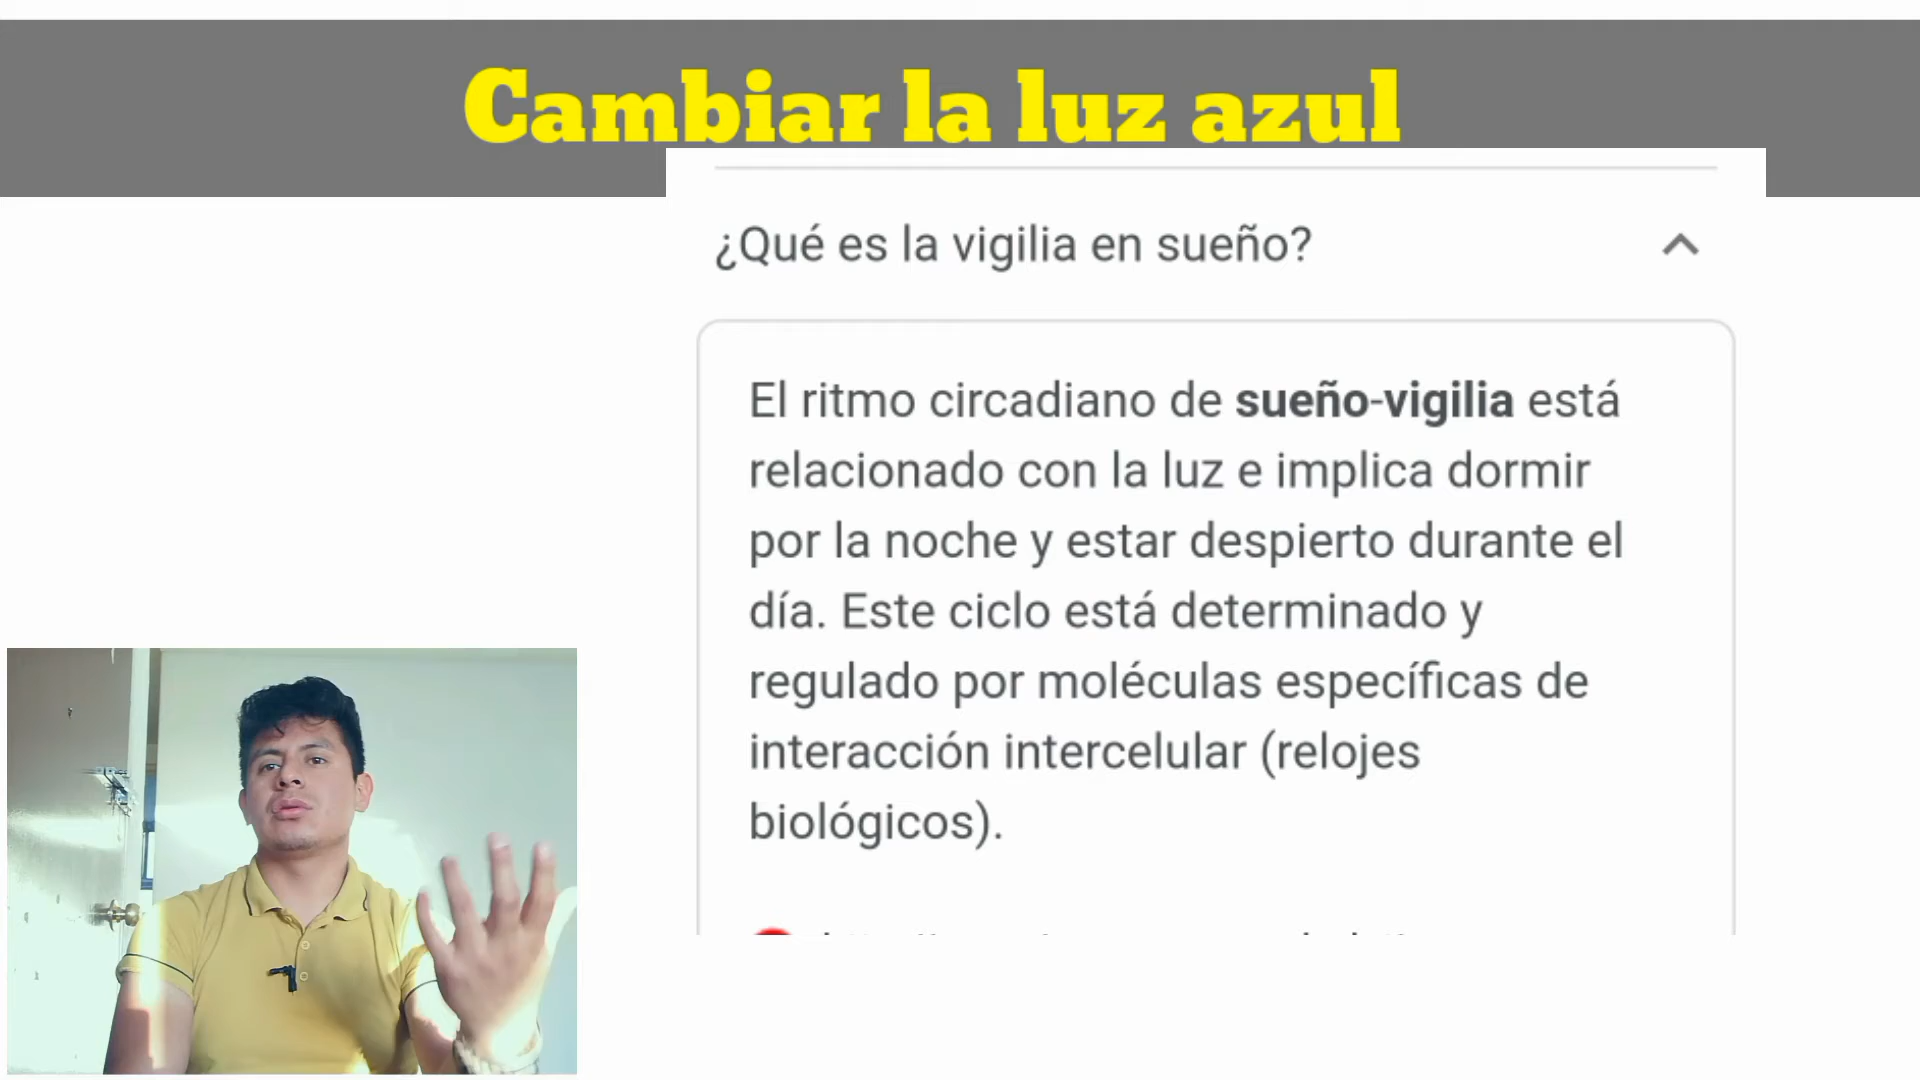 Cambiar la luz azul
¿Qué es la vigilia en sueño?
El ritmo circadiano de sueño-vigilia está
relacionado con la luz e implica dormir
por la noche y estar despierto durante el
día. Este ciclo está determinado y
regulado por moléculas específicas de
interacción intercelular (relojes
biológicos).